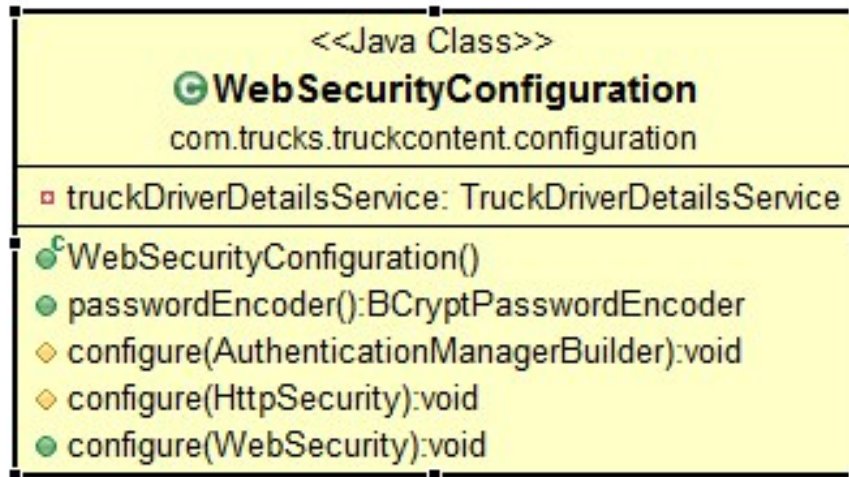 <<Java Class>>
WebSecurityConfiguration
com.trucks.truckcontent.configuration
truckDriverDetailsService: TruckDriverDetailsService
WebSecurityConfiguration()
passwordEncoder():BCryptPasswordEncoder
configure(AuthenticationManagerBuilder):void
configure(HttpSecurity):void
configure(WebSecurity):void